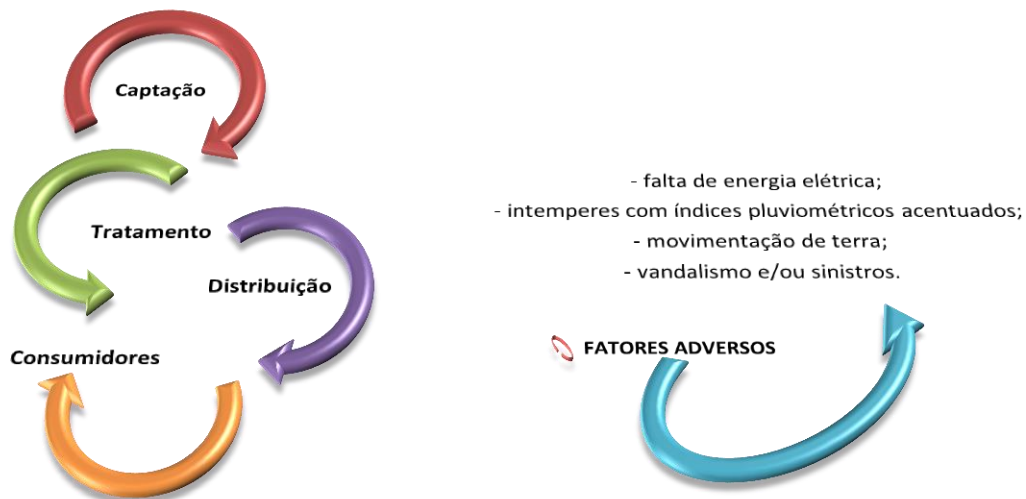 Captação
Tratamento
Distribuição
Consumidores
- falta de energia elétrica;
- intemperes com índices pluviométricos acentuados;
- movimentação de terra;
- vandalismo e/ou sinistros.
FATORES ADVERSOS